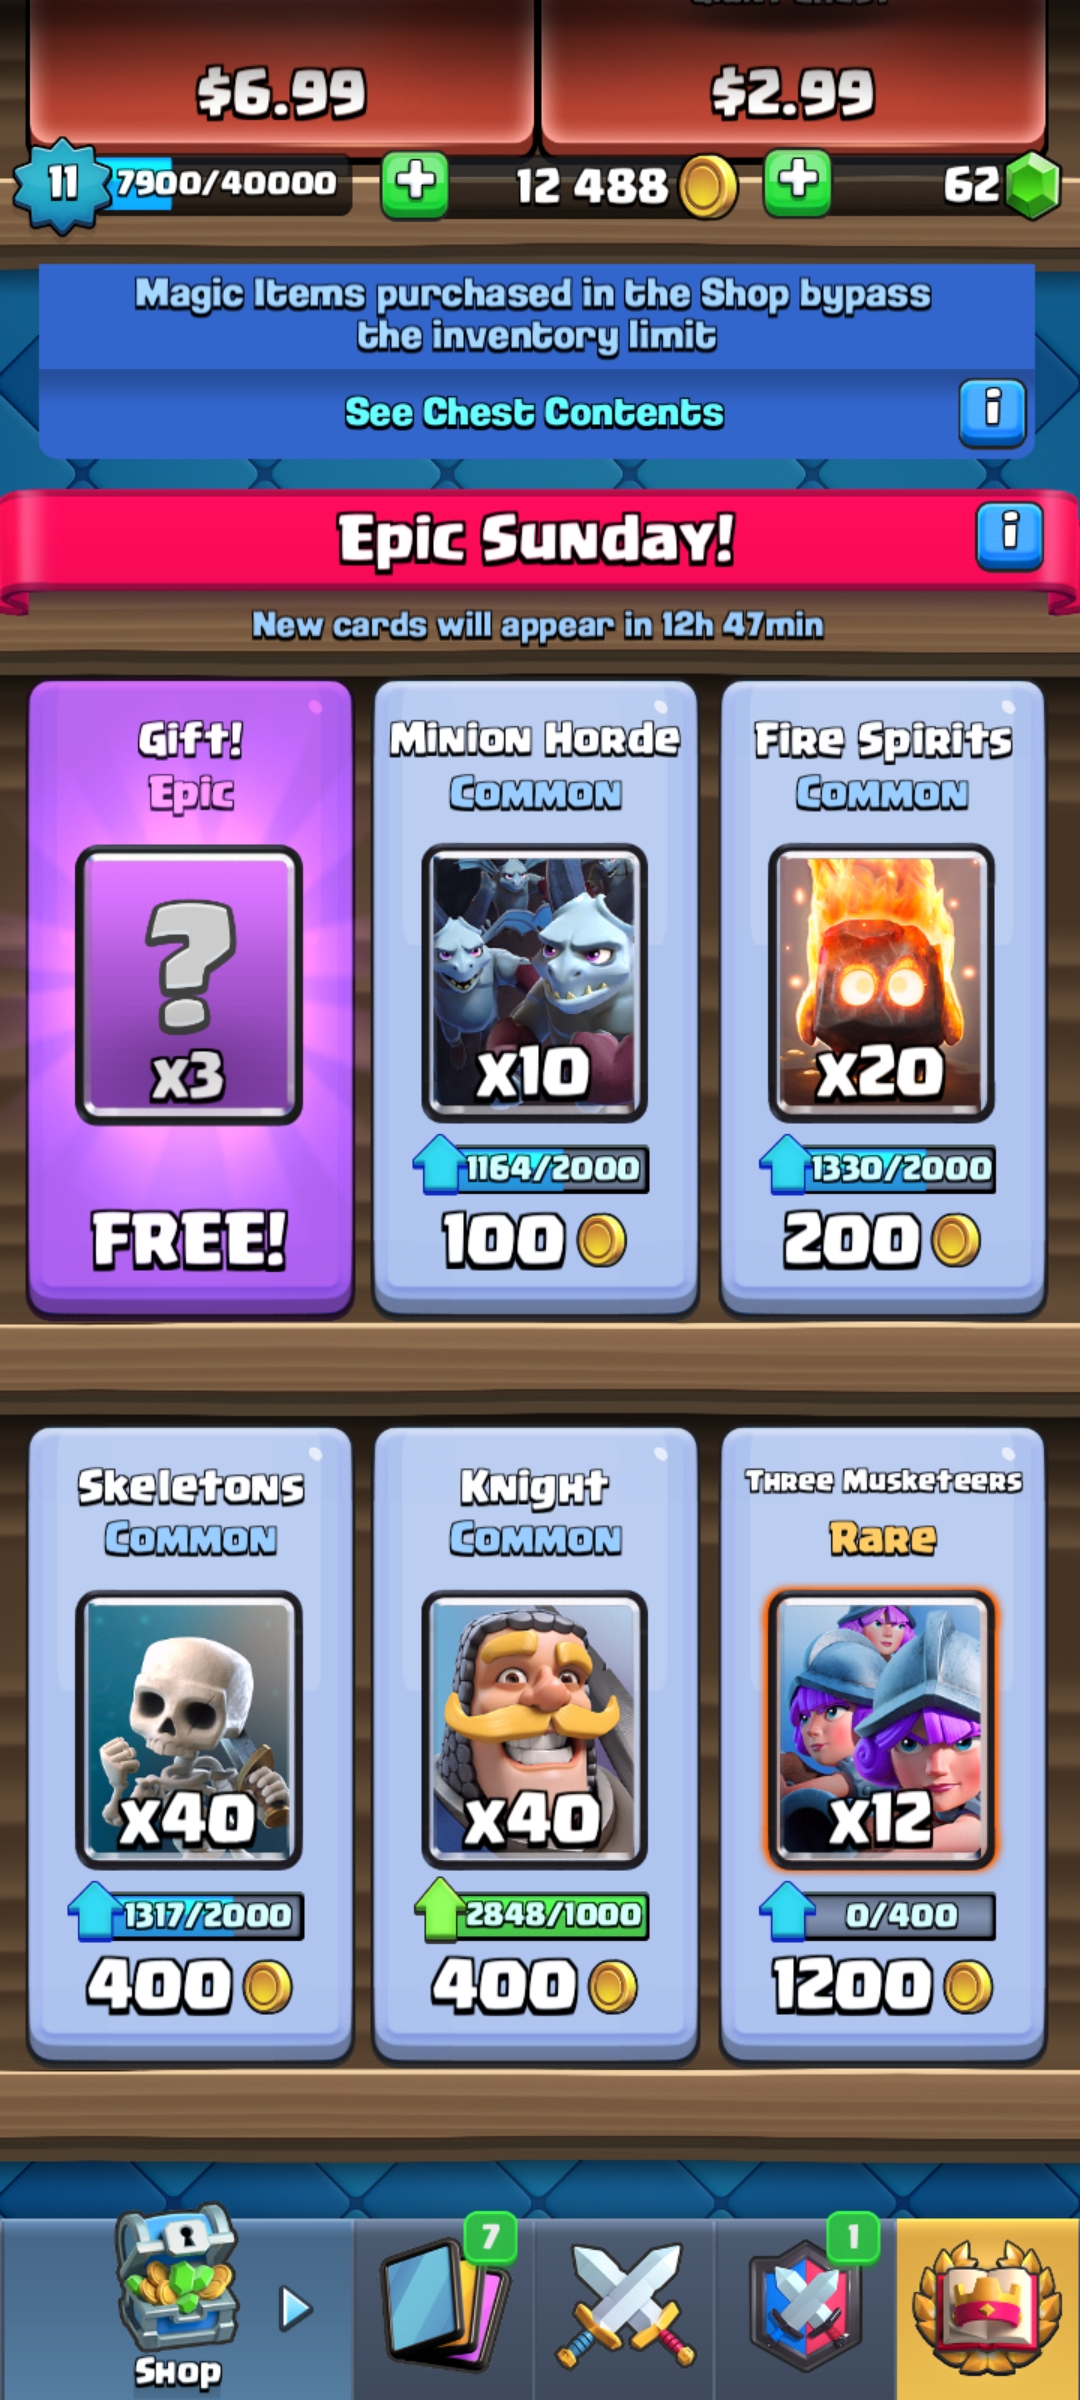 $6.99
$2.99
11
7900/40000
12 488
62
Magic Items purchased in the Shop bypass
the inventory limit
See Chest Contents
i
Epic Sunday!
i
New cards will appear in 12h 47min
Gift!
Epic
?
x3
FREE!
Minion Horde
Common
x10
1164/2000
100
Fire Spirits
Common
x20
1330/2000
200
Skeletons
Common
x40
1317/2000
400
Knight
Common
x40
2848/1000
400
Three Musketeers
Rare
x12
0/400
1200
Shop
7
1